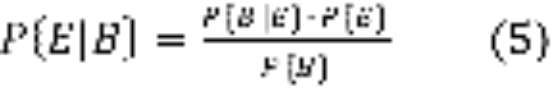 P(E|B) = P(B|E)·P(E) / P(B) (5)